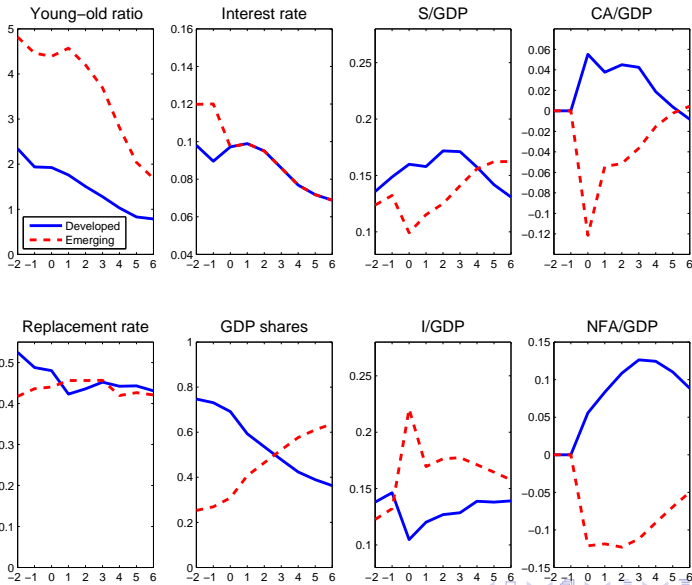 Young−old ratio
Interest rate
S/GDP
CA/GDP
5
4
3
2
1
0
Developed
Emerging
−2 −1 0 1 2 3 4 5 6
0.16
0.14
0.12
0.1
0.08
0.06
0.04
−2 −1 0 1 2 3 4 5 6
0.25
0.2
0.15
0.1
−2 −1 0 1 2 3 4 5 6
0.06
0.04
0.02
0
−0.02
−0.04
−0.06
−0.08
−0.1
−0.12
−2 −1 0 1 2 3 4 5 6
Replacement rate
GDP shares
I/GDP
NFA/GDP
0.5
0.4
0.3
0.2
0.1
0
−2 −1 0 1 2 3 4 5 6
1
0.8
0.6
0.4
0.2
0
−2 −1 0 1 2 3 4 5 6
0.25
0.2
0.15
0.1
−2 −1 0 1 2 3 4 5 6
0.15
0.1
0.05
0
−0.05
−0.1
−0.15
−2 −1 0 1 2 3 4 5 6